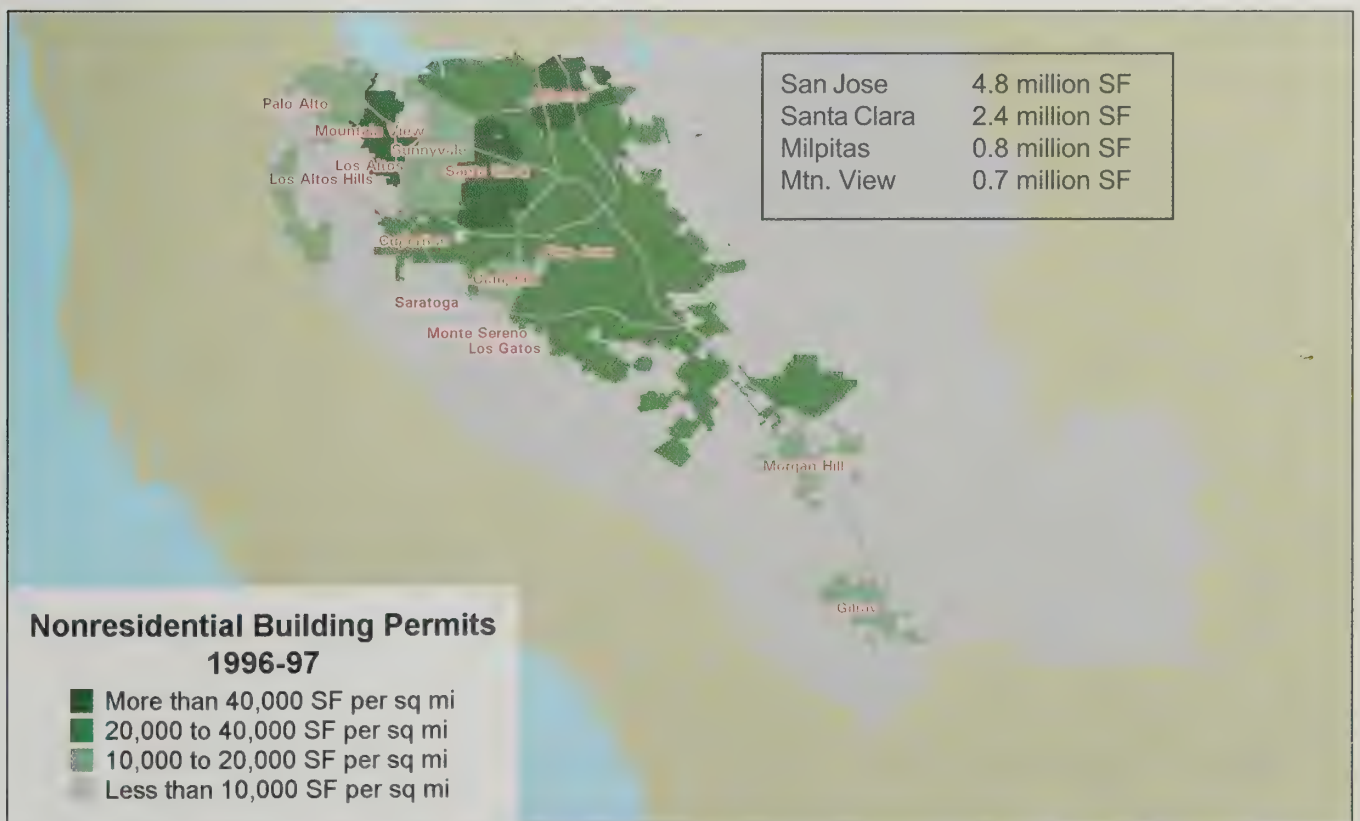 San Jose 4.8 million SF
Santa Clara 2.4 million SF
Milpitas 0.8 million SF
Mtn. View 0.7 million SF
Palo Alto
Mountain View
Sunnyvale
Los Altos
Santa Clara
Los Altos Hills
Cupertino
San Jose
Campbell
Saratoga
Monte Sereno
Los Gatos
Morgan Hill
Gilroy
Nonresidential Building Permits
1996-97
More than 40,000 SF per sq mi
20,000 to 40,000 SF per sq mi
10,000 to 20,000 SF per sq mi
Less than 10,000 SF per sq mi